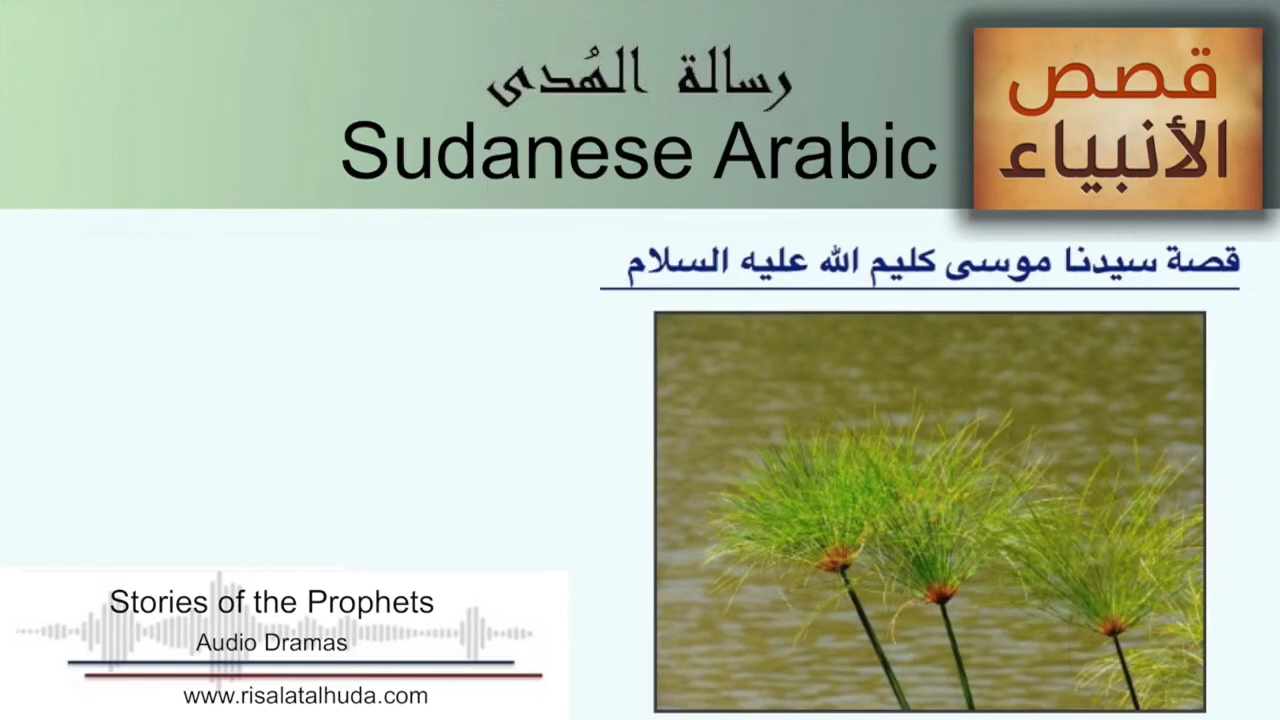 رسالة الهُدى
Sudanese Arabic
قصص
الأنبياء
قصة سيدنا موسى كليم الله عليه السلام
Stories of the Prophets
Audio Dramas
www.risalatalhuda.com